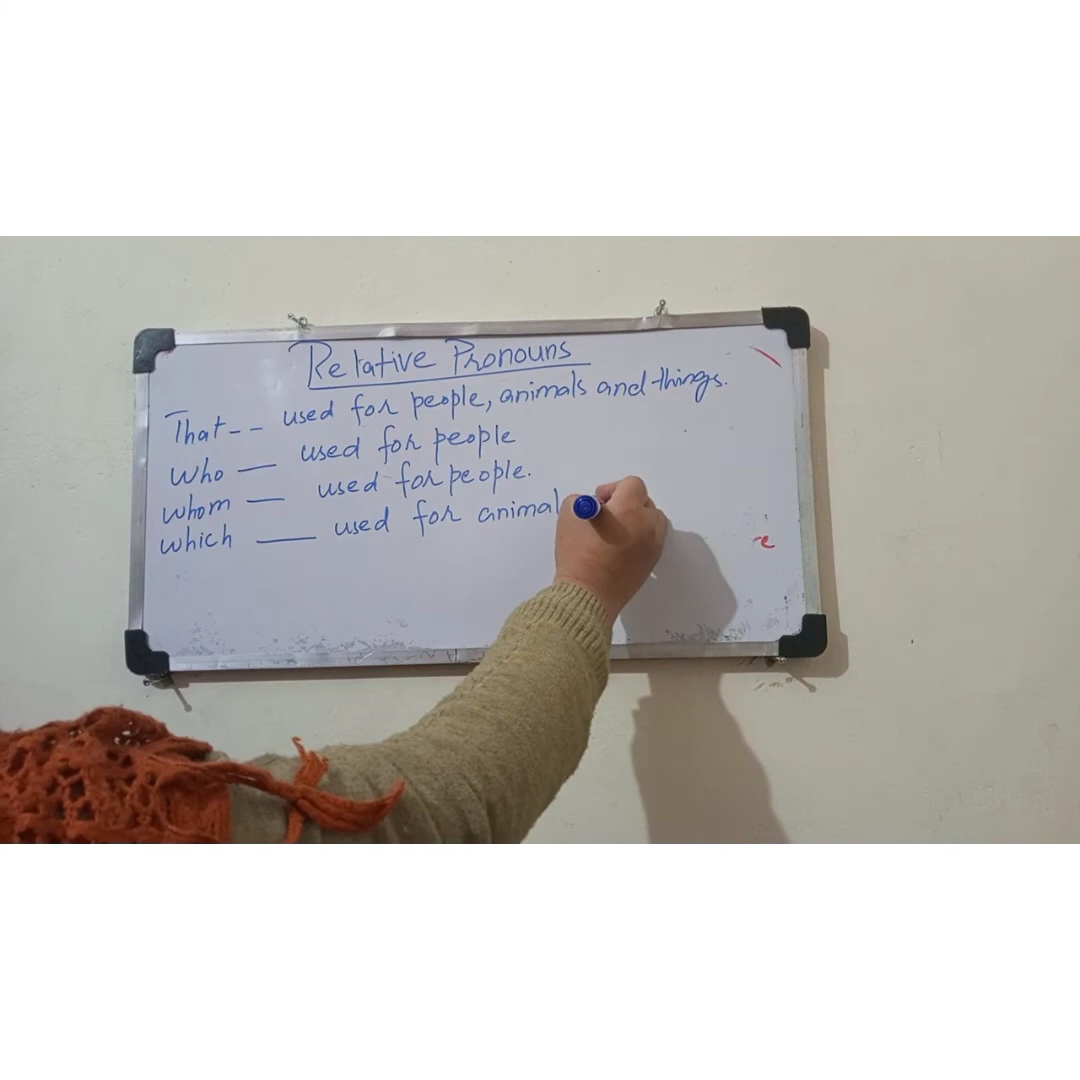 Relative Pronouns
That-- used for people, animals and things.
who — used for people
whom — used for people.
which — used for animal